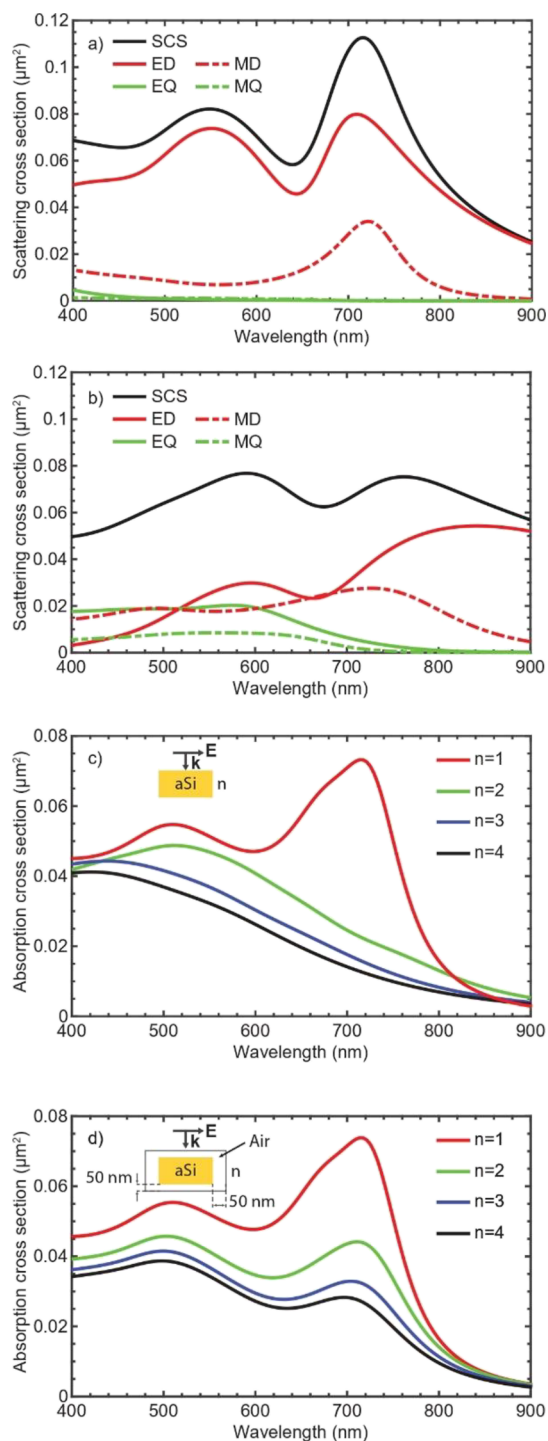 a)
SCS
ED
MD
EQ
MQ
Scattering cross section (μm²)
0.12
0.1
0.08
0.06
0.04
0.02
0
400 500 600 700 800 900
Wavelength (nm)
b)
SCS
ED
MD
EQ
MQ
Scattering cross section (μm²)
0.12
0.1
0.08
0.06
0.04
0.02
0
400 500 600 700 800 900
Wavelength (nm)
c)
E
k
aSi
n
n=1
n=2
n=3
n=4
Absorption cross section (μm²)
0.08
0.06
0.04
0.02
0
400 500 600 700 800 900
Wavelength (nm)
d)
E
k
Air
aSi
n
50 nm
50 nm
n=1
n=2
n=3
n=4
Absorption cross section (μm²)
0.08
0.06
0.04
0.02
0
400 500 600 700 800 900
Wavelength (nm)